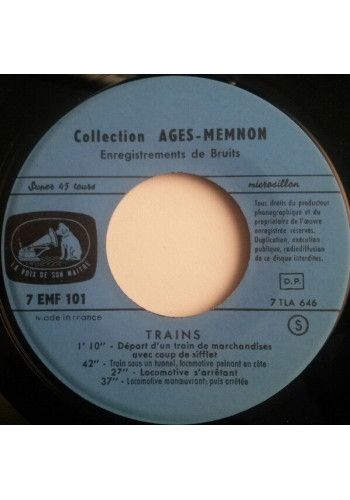 Collection AGES-MEMNON
Enregistrements de Bruits
Super 45 tours
microsillon
Tous droits du producteur
phonographique et du
propriétaire de l'œuvre
enregistrée réservés.
Duplication, exécution
publique, radiodiffusion
de ce disque interdites.
LA VOIX DE SON MAITRE
7 EMF 101
Made in France
D.P.
7 TLA 646
S
TRAINS
1' 10" - Départ d'un train de marchandises
avec coup de sifflet
42" - Train sous un tunnel, locomotive peinant en côte
27" - Locomotive s'arrêtant
37" - Locomotive manœuvrant; puis arrêtée